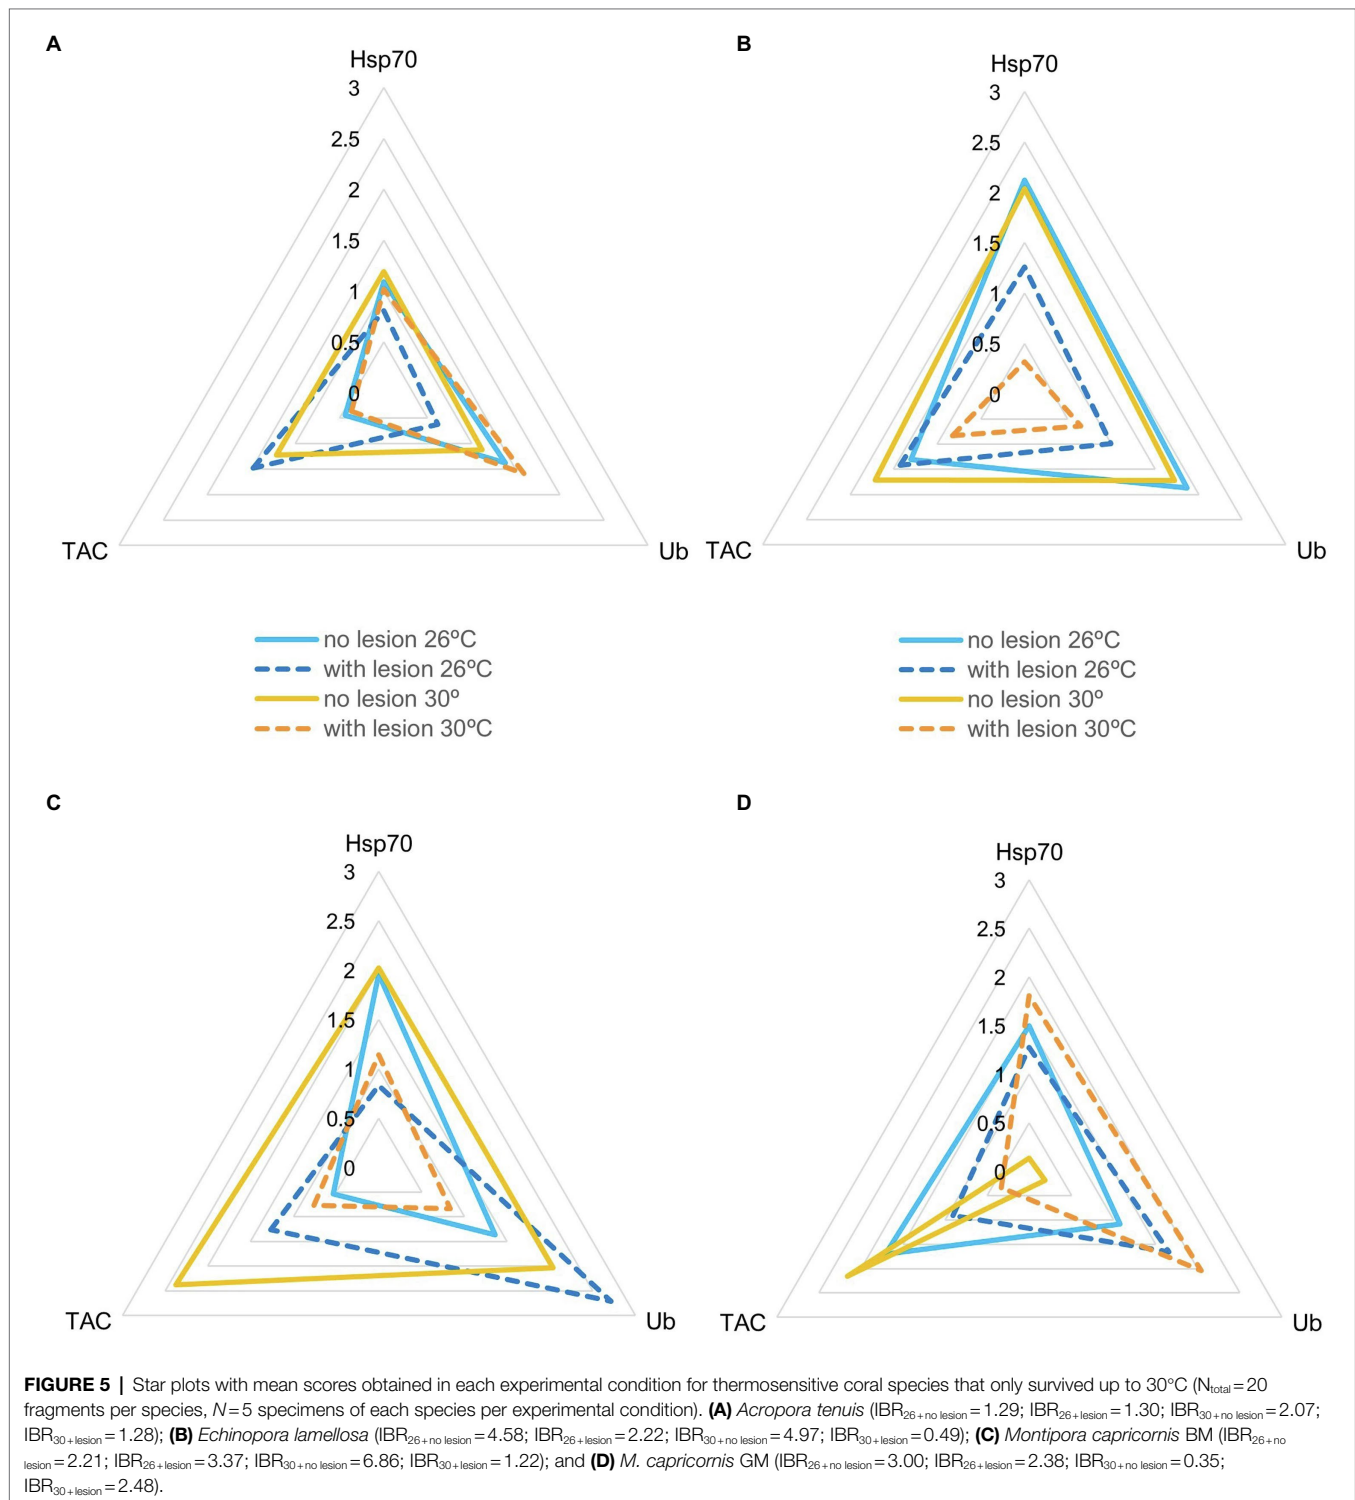 A
Hsp70
3
2.5
2
1.5
1
0.5
0
TAC
Ub
B
Hsp70
3
2.5
2
1.5
1
0.5
0
TAC
Ub
no lesion 26ºC
with lesion 26ºC
no lesion 30º
with lesion 30ºC
no lesion 26ºC
with lesion 26ºC
no lesion 30º
with lesion 30ºC
C
Hsp70
3
2.5
2
1.5
1
0.5
0
TAC
Ub
D
Hsp70
3
2.5
2
1.5
1
0.5
0
TAC
Ub
FIGURE 5 | Star plots with mean scores obtained in each experimental condition for thermosensitive coral species that only survived up to 30°C (Ntotal = 20
fragments per species, N = 5 specimens of each species per experimental condition). (A) Acropora tenuis (IBR26 + no lesion = 1.29; IBR26 + lesion = 1.30; IBR30 + no lesion = 2.07;
IBR30 + lesion = 1.28); (B) Echinopora lamellosa (IBR26 + no lesion = 4.58; IBR26 + lesion = 2.22; IBR30 + no lesion = 4.97; IBR30 + lesion = 0.49); (C) Montipora capricornis BM (IBR26 + no
lesion = 2.21; IBR26 + lesion = 3.37; IBR30 + no lesion = 6.86; IBR30 + lesion = 1.22); and (D) M. capricornis GM (IBR26 + no lesion = 3.00; IBR26 + lesion = 2.38; IBR30 + no lesion = 0.35;
IBR30 + lesion = 2.48).